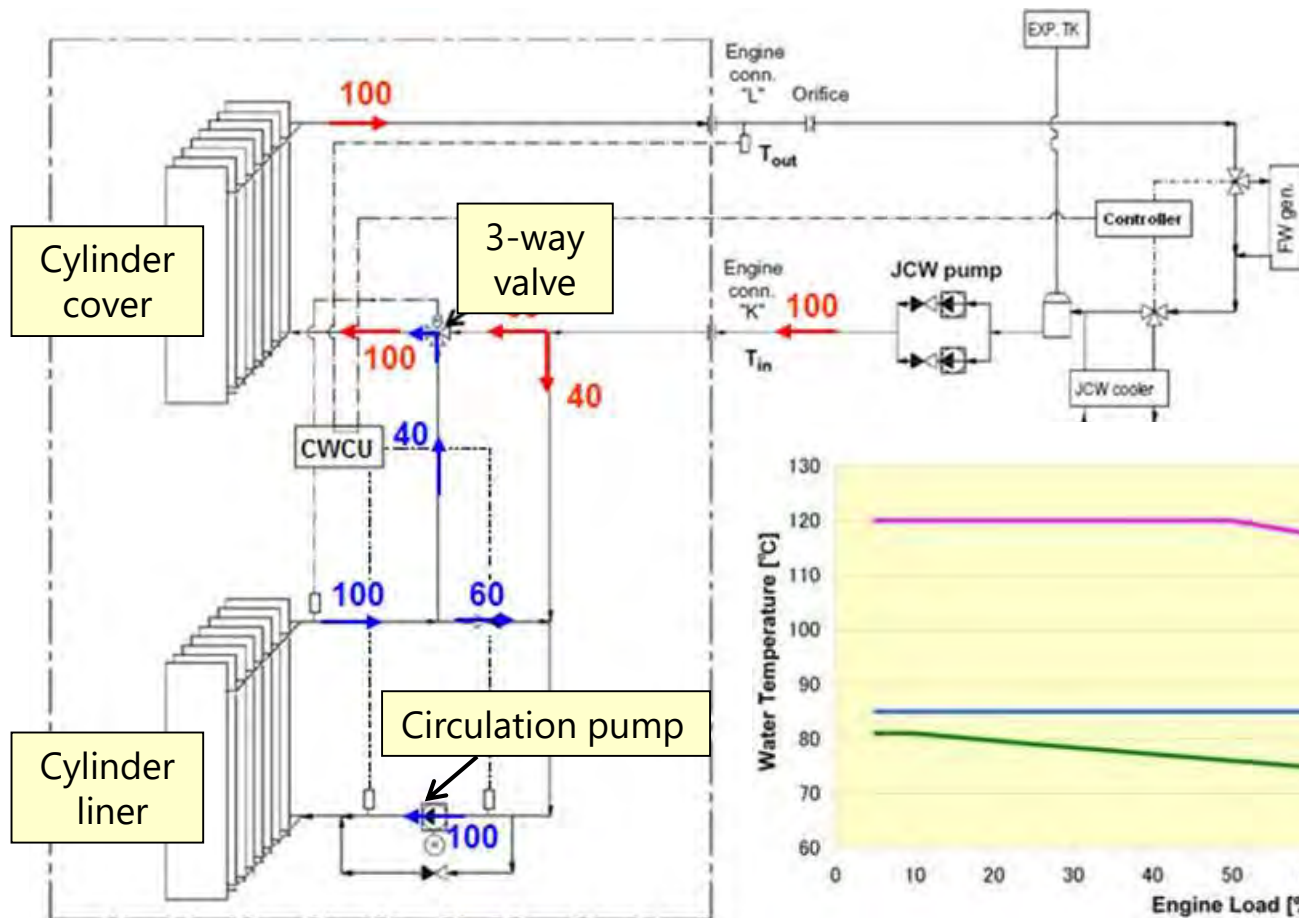 EXP. TK
Engine
conn.
"L"
Orifice
100
T out
Cylinder
cover
3-way
valve
Controller
FW gen.
Engine
conn.
"K"
JCW pump
100
100
T in
40
JCW cooler
CWCU
40
100
60
Cylinder
liner
Circulation pump
100
130
120
110
100
90
80
70
60
Water Temperature [℃]
0 10 20 30 40 50
Engine Load